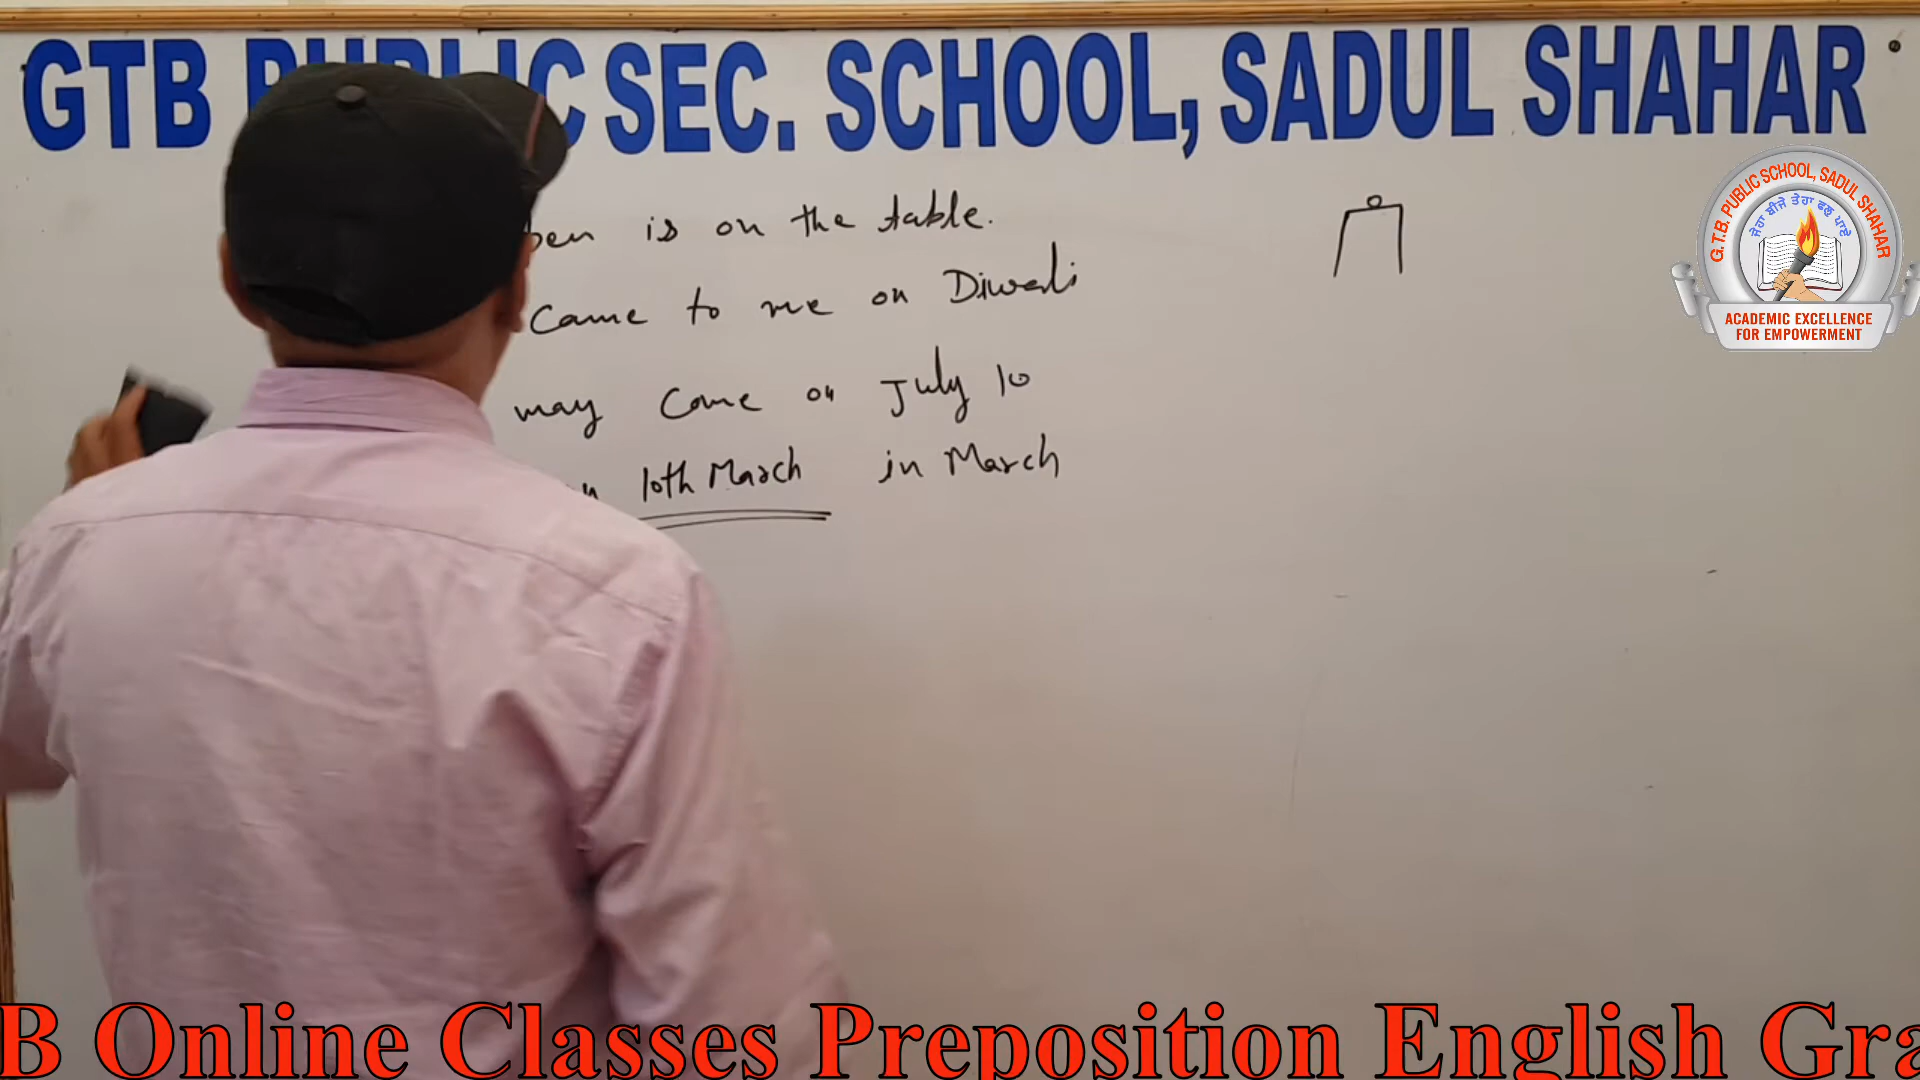 GTB PUBLIC SEC. SCHOOL, SADUL SHAHAR
pen is on the table.
Came to me on Diwali
may come on July 10
10th March in March
G.T.B. PUBLIC SCHOOL, SADUL SHAHAR
ਜੇਹਾ ਬੀਜੇ ਤੇਹਾ ਫਲੁ ਪਾਏ
ACADEMIC EXCELLENCE
FOR EMPOWERMENT
B Online Classes Preposition English Gra